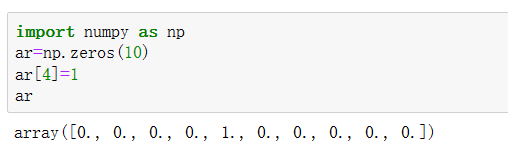 import numpy as np
ar=np.zeros(10)
ar[4]=1
ar
array([0., 0., 0., 0., 1., 0., 0., 0., 0., 0.])